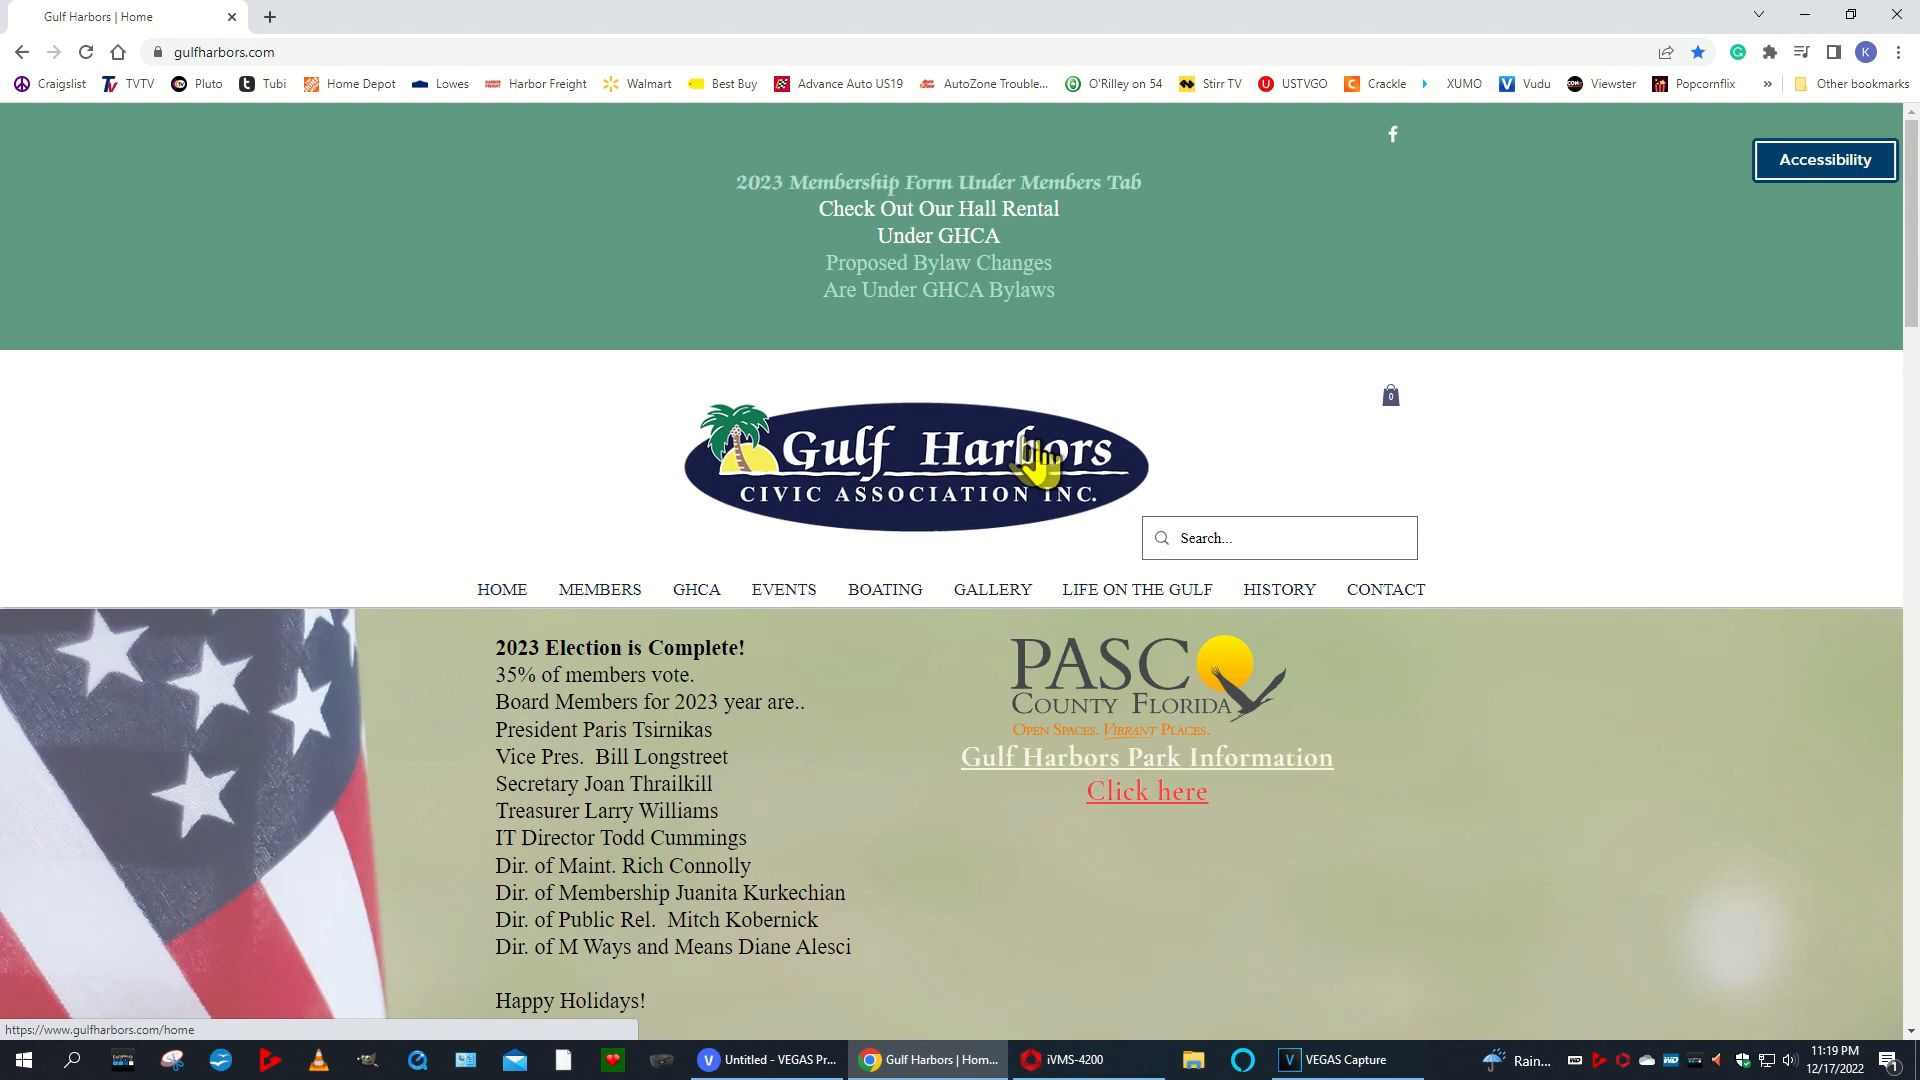 Gulf Harbors | Home
gulfharbors.com
K
Craigslist TVTV Pluto Tubi Home Depot Lowes Harbor Freight Walmart Best Buy Advance Auto US19 AutoZone Trouble... O'Rilley on 54 Stirr TV USTVGO Crackle XUMO Vudu Viewster Popcornflix » Other bookmarks
Accessibility
2023 Membership Form Under Members Tab
Check Out Our Hall Rental
Under GHCA
Proposed Bylaw Changes
Are Under GHCA Bylaws
0
Gulf Harbors
CIVIC ASSOCIATION INC.
Search...
HOME MEMBERS GHCA EVENTS BOATING GALLERY LIFE ON THE GULF HISTORY CONTACT
2023 Election is Complete!
35% of members vote.
Board Members for 2023 year are..
President Paris Tsirnikas
Vice Pres. Bill Longstreet
Secretary Joan Thrailkill
Treasurer Larry Williams
IT Director Todd Cummings
Dir. of Maint. Rich Connolly
Dir. of Membership Juanita Kurkechian
Dir. of Public Rel. Mitch Kobernick
Dir. of M Ways and Means Diane Alesci
Happy Holidays!
PASCO
COUNTY FLORIDA
OPEN SPACES. VIBRANT PLACES.
Gulf Harbors Park Information
Click here
https://www.gulfharbors.com/home
Untitled - VEGAS Pr... Gulf Harbors | Hom... iVMS-4200 VEGAS Capture Rain...
11:19 PM
12/17/2022
1